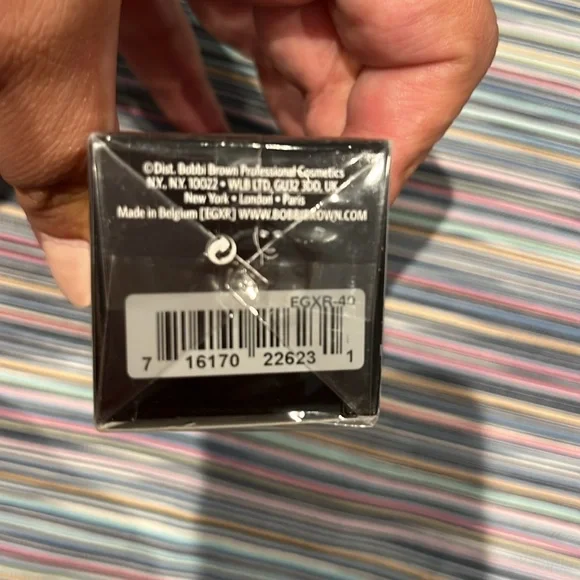 ©Dist. Bobbi Brown Professional Cosmetics
N.Y., N.Y. 10022 • WLB LTD, GU32 3DD, UK
New York • London • Paris
Made in Belgium [EGXR] WWW.BOBBIBROWN.COM
EGXR-40
7 16170 22623 1